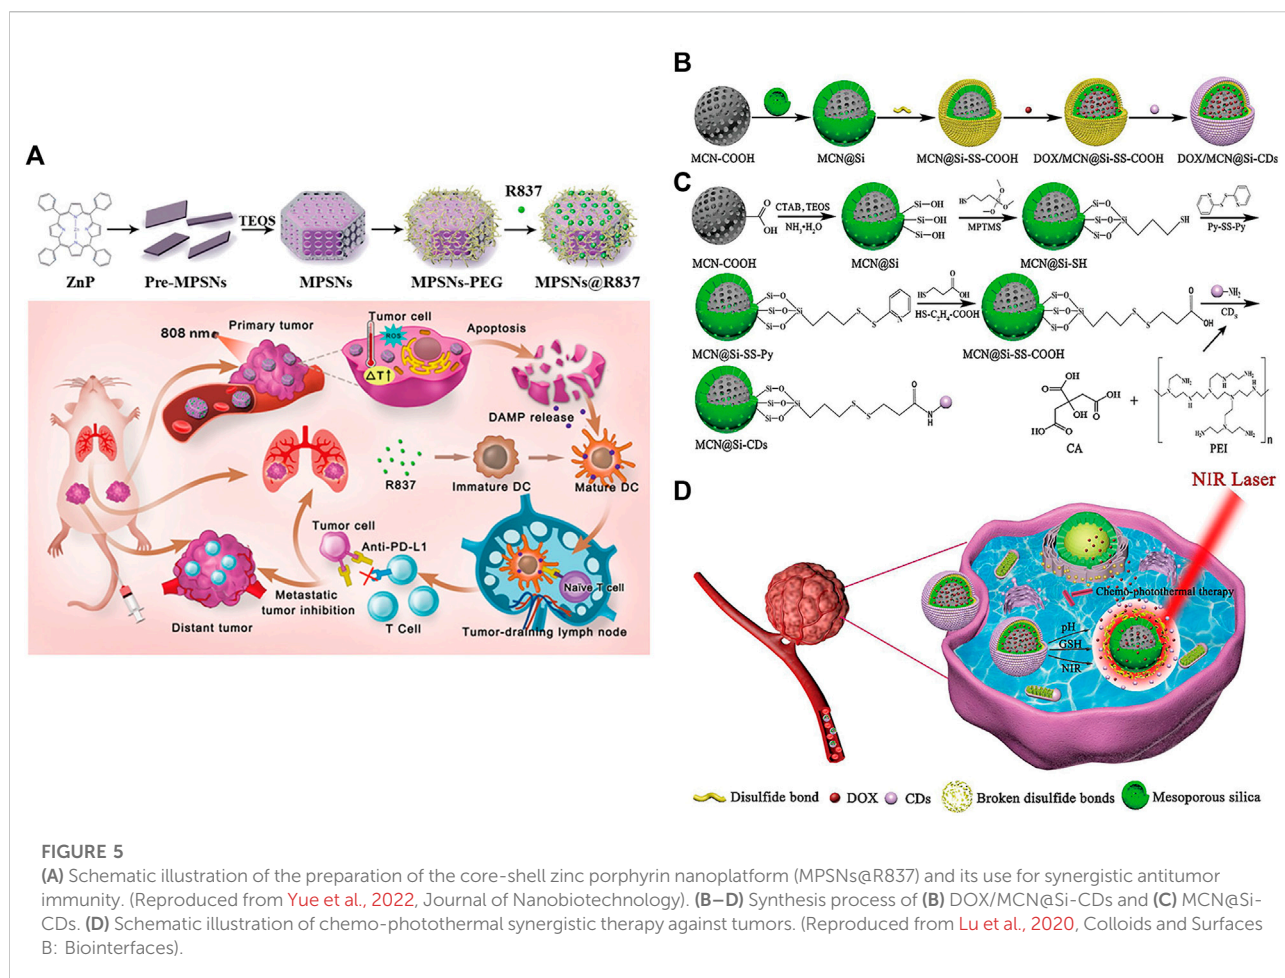 A
R837
TEOS
ZnP
Pre-MPSNs
MPSNs
MPSNs-PEG
MPSNs@R837
808 nm
Primary tumor
Tumor cell
ROS
ΔT↑
Apoptosis
DAMP release
R837
Immature DC
Mature DC
Tumor cell
Anti-PD-L1
Naïve T cell
Metastatic
tumor inhibition
Distant tumor
T Cell
Tumor-draining lymph node
B
MCN-COOH
MCN@Si
MCN@Si-SS-COOH
DOX/MCN@Si-SS-COOH
DOX/MCN@Si-CDs
C
CTAB, TEOS
NH₃•H₂O
MPTMS
Py-SS-Py
MCN-COOH
MCN@Si
MCN@Si-SH
HS-C₂H₄-COOH
CDs
MCN@Si-SS-Py
MCN@Si-SS-COOH
MCN@Si-CDs
CA
+
PEI
n
D
NIR Laser
Chemo-photothermal therapy
pH
GSH
NIR
Disulfide bond
DOX
CDs
Broken disulfide bonds
Mesoporous silica
FIGURE 5
(A) Schematic illustration of the preparation of the core-shell zinc porphyrin nanoplatform (MPSNs@R837) and its use for synergistic antitumor
immunity. (Reproduced from Yue et al., 2022, Journal of Nanobiotechnology). (B–D) Synthesis process of (B) DOX/MCN@Si-CDs and (C) MCN@Si-
CDs. (D) Schematic illustration of chemo-photothermal synergistic therapy against tumors. (Reproduced from Lu et al., 2020, Colloids and Surfaces
B: Biointerfaces).